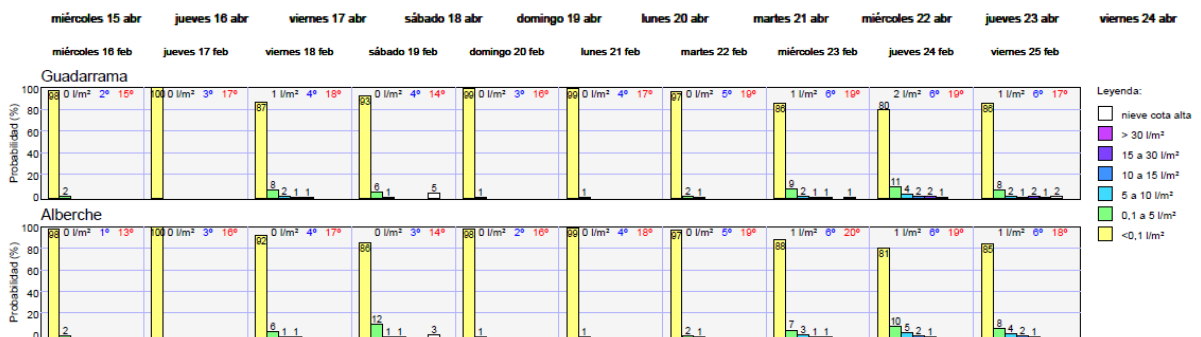 miércoles 15 abr jueves 16 abr viernes 17 abr sábado 18 abr domingo 19 abr lunes 20 abr martes 21 abr miércoles 22 abr jueves 23 abr viernes 24 abr
miércoles 16 feb jueves 17 feb viernes 18 feb sábado 19 feb domingo 20 feb lunes 21 feb martes 22 feb miércoles 23 feb jueves 24 feb viernes 25 feb
Guadarrama
Probabilidad (%)
100 80 60 40 20 0
98 0 l/m² 2º 15º
2
100 0 l/m² 3º 17º
87 1 l/m² 4º 18º
8 2 1 1
93 0 l/m² 4º 14º
6 1 5
99 0 l/m² 3º 16º
1
99 0 l/m² 4º 17º
1
97 0 l/m² 5º 19º
2 1
86 1 l/m² 6º 19º
9 2 1 1 1
80 2 l/m² 6º 19º
11 4 2 2 1
86 1 l/m² 6º 17º
8 2 1 2 1 2
Leyenda:
nieve cota alta
> 30 l/m²
15 a 30 l/m²
10 a 15 l/m²
5 a 10 l/m²
0,1 a 5 l/m²
<0,1 l/m²
Alberche
Probabilidad (%)
100 80 60 40 20 0
98 0 l/m² 1º 13º
2
100 0 l/m² 3º 16º
92 0 l/m² 4º 17º
6 1 1
86 0 l/m² 3º 14º
12 1 1 3
98 0 l/m² 2º 16º
1
99 0 l/m² 4º 18º
1
97 0 l/m² 5º 19º
2 1
88 1 l/m² 6º 20º
7 3 1 1
81 1 l/m² 6º 19º
10 5 2 1
85 1 l/m² 6º 18º
8 4 2 1